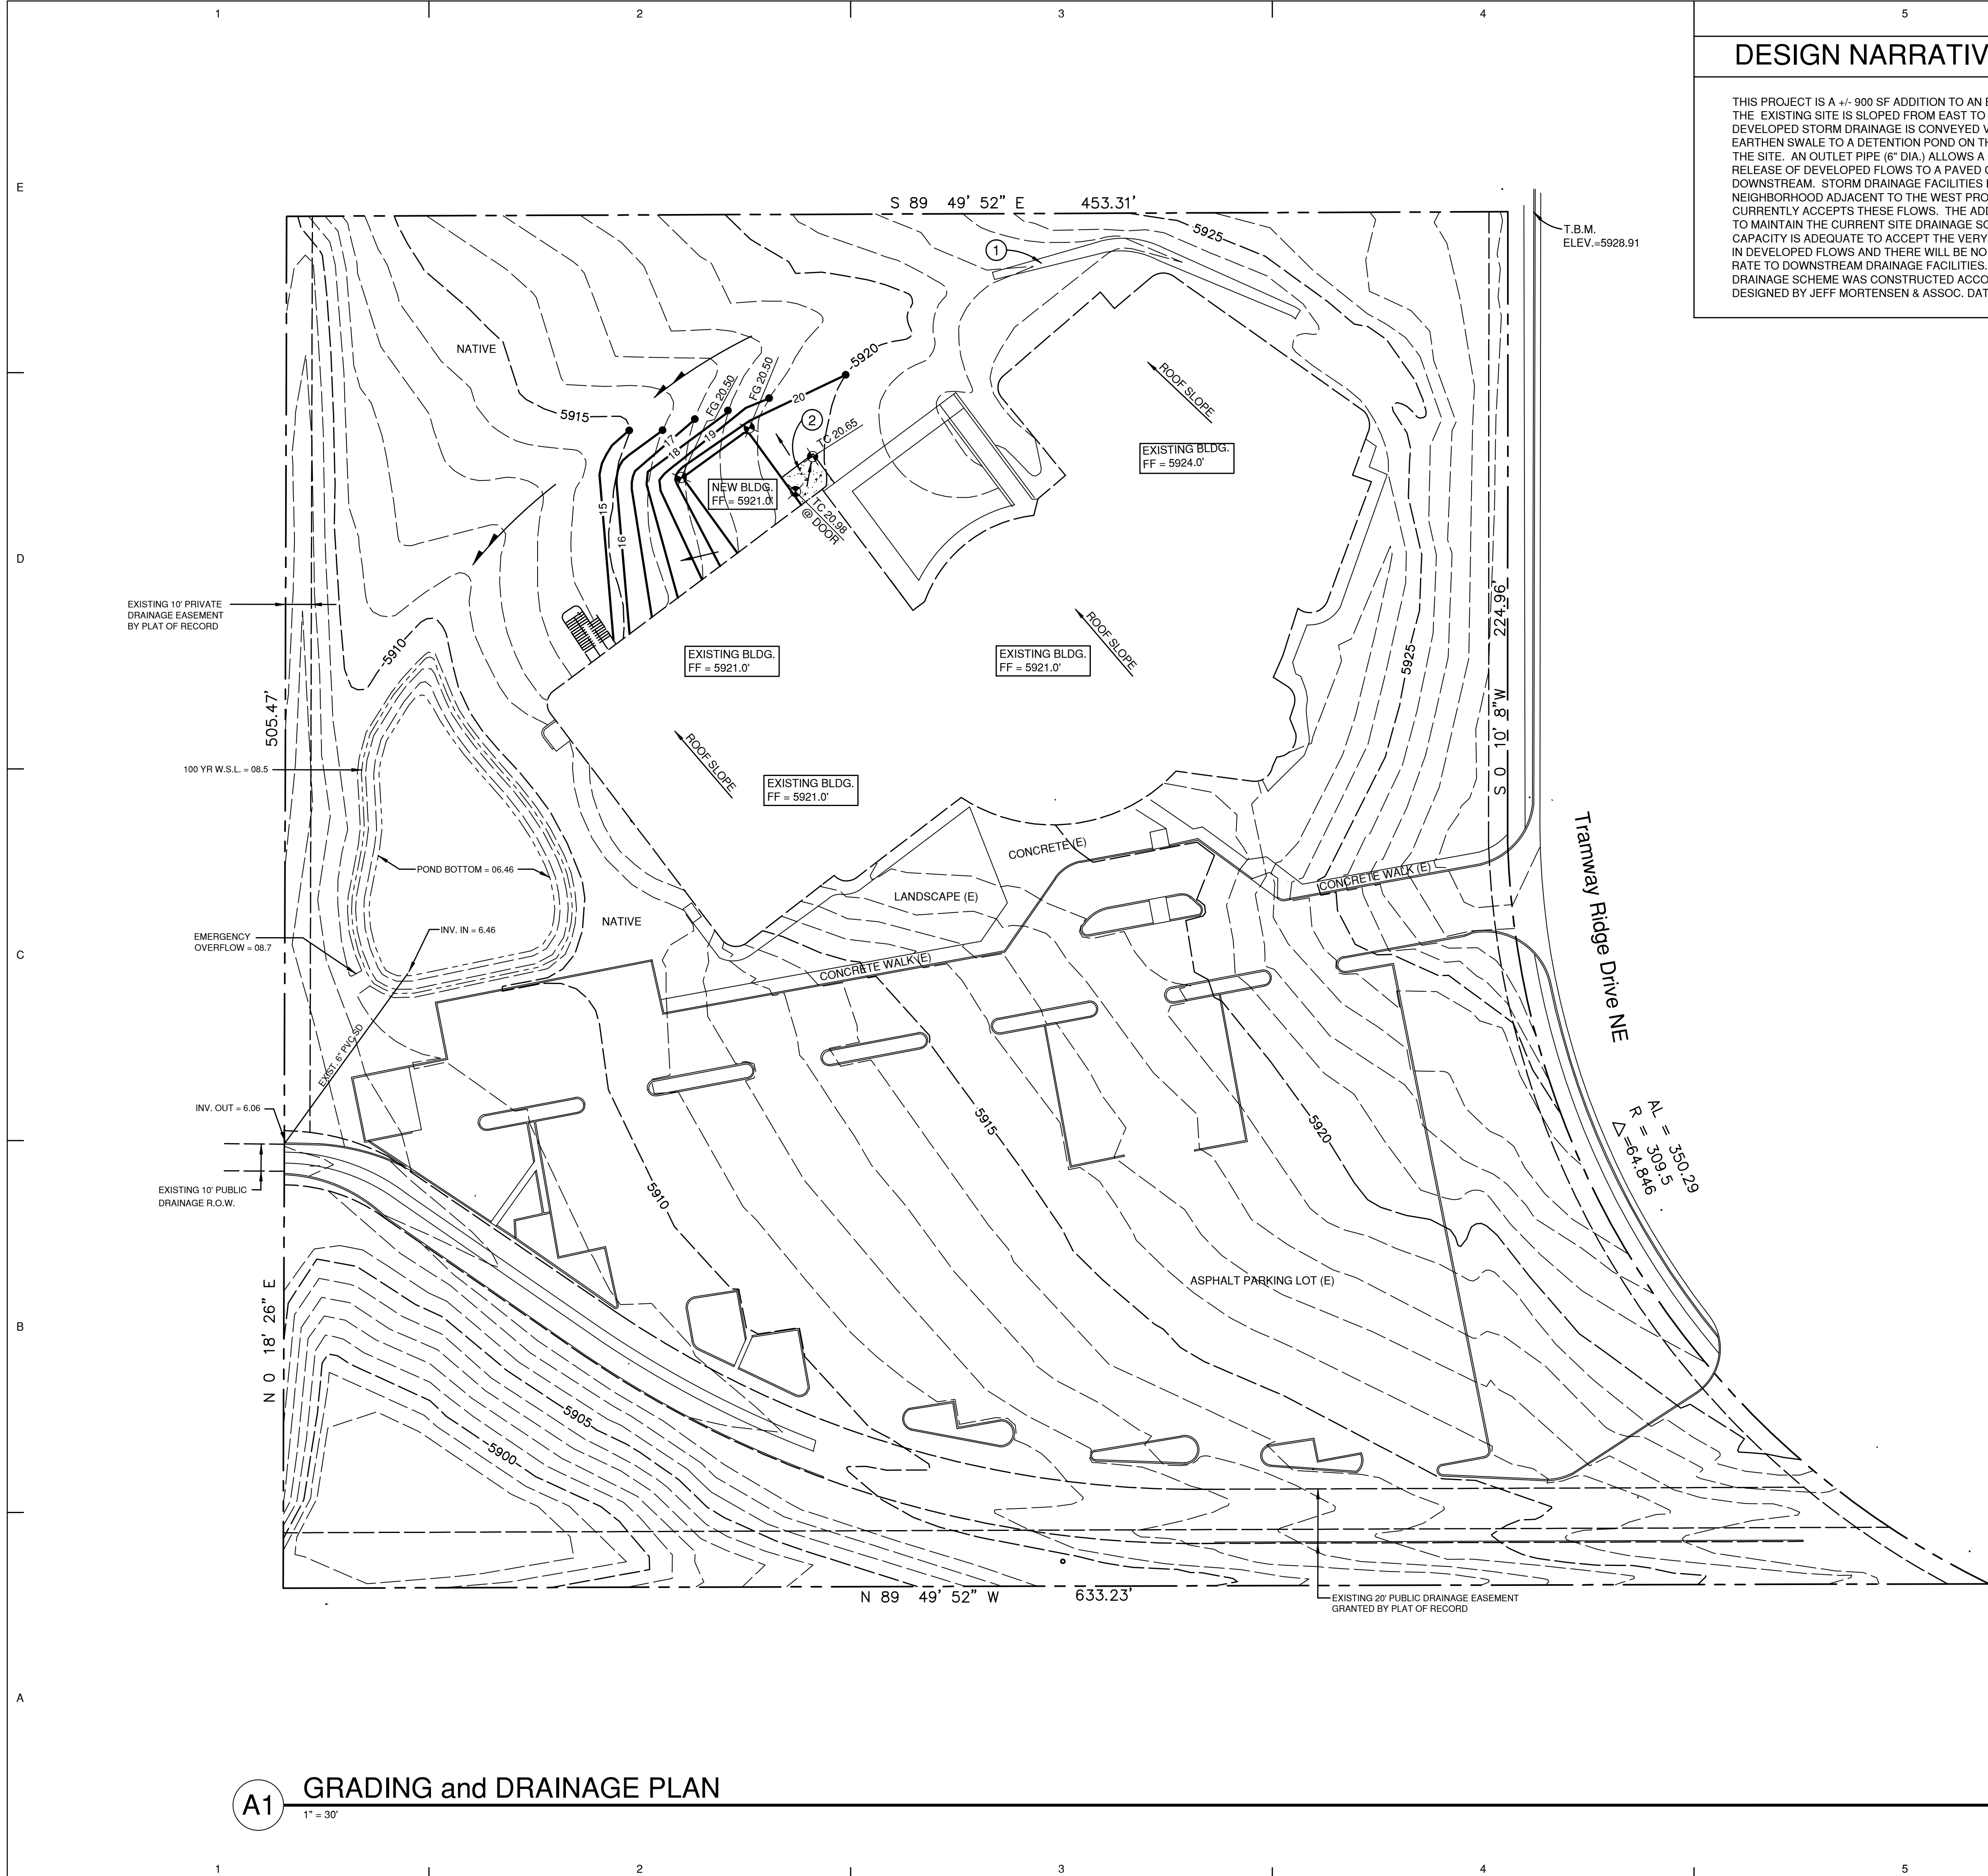 1 2 3 4 5
DESIGN NARRATIV
THIS PROJECT IS A +/- 900 SF ADDITION TO AN
THE EXISTING SITE IS SLOPED FROM EAST TO
DEVELOPED STORM DRAINAGE IS CONVEYED
EARTHEN SWALE TO A DETENTION POND ON
THE SITE. AN OUTLET PIPE (6" DIA.) ALLOWS A
RELEASE OF DEVELOPED FLOWS TO A PAVED
DOWNSTREAM. STORM DRAINAGE FACILITIES
NEIGHBORHOOD ADJACENT TO THE WEST PRO
CURRENTLY ACCEPTS THESE FLOWS. THE ADD
TO MAINTAIN THE CURRENT SITE DRAINAGE SC
CAPACITY IS ADEQUATE TO ACCEPT THE VERY
IN DEVELOPED FLOWS AND THERE WILL BE NO
RATE TO DOWNSTREAM DRAINAGE FACILITIES.
DRAINAGE SCHEME WAS CONSTRUCTED ACCO
DESIGNED BY JEFF MORTENSEN & ASSOC. DAT
E
S 89 49' 52" E 453.31'
T.B.M.
ELEV.=5928.91
5925
1
NATIVE
5920
FG 20.50
FG 20.50
20
ROOF SLOPE
5915
17
18
19
2
TC 20.65
EXISTING BLDG.
FF = 5924.0'
NEW BLDG.
FF = 5921.0'
TC 20.98
@ DOOR
15
16
D
EXISTING 10' PRIVATE
DRAINAGE EASEMENT
BY PLAT OF RECORD
5910
EXISTING BLDG.
FF = 5921.0'
EXISTING BLDG.
FF = 5921.0'
ROOF SLOPE
5925
S 0 10' 8" W 224.96'
505.47'
100 YR W.S.L. = 08.5
ROOF SLOPE
EXISTING BLDG.
FF = 5921.0'
Tramway Ridge Drive NE
CONCRETE (E)
POND BOTTOM = 06.46
CONCRETE WALK (E)
LANDSCAPE (E)
NATIVE
INV. IN = 6.46
EMERGENCY
OVERFLOW = 08.7
C
CONCRETE WALK (E)
EXIST. 6" PVC SD
INV. OUT = 6.06
5915
5920
AL = 350.29
R = 309.5
△=64.846
EXISTING 10' PUBLIC
DRAINAGE R.O.W.
5910
ASPHALT PARKING LOT (E)
N 0 18' 26" E
B
5905
5900
N 89 49' 52" W 633.23'
EXISTING 20' PUBLIC DRAINAGE EASEMENT
GRANTED BY PLAT OF RECORD
A
A1
GRADING and DRAINAGE PLAN
1" = 30'
1 2 3 4 5